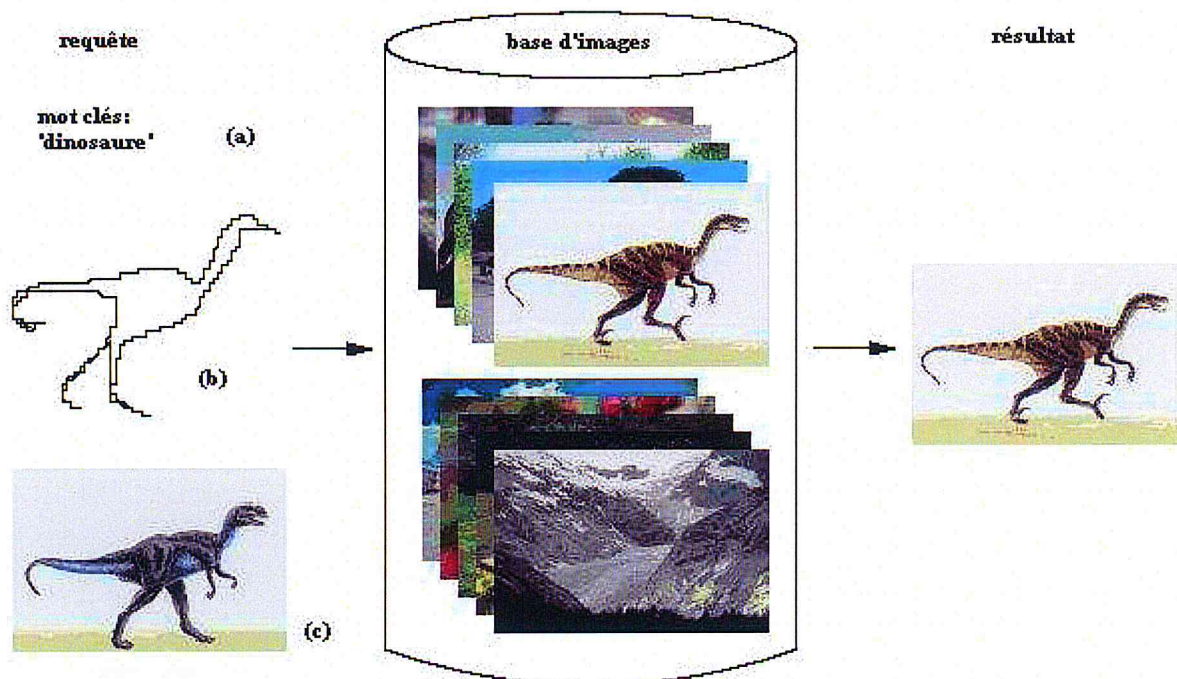 requête
base d'images
résultat
mot clés:
'dinosaure'
(a)
(b)
(c)